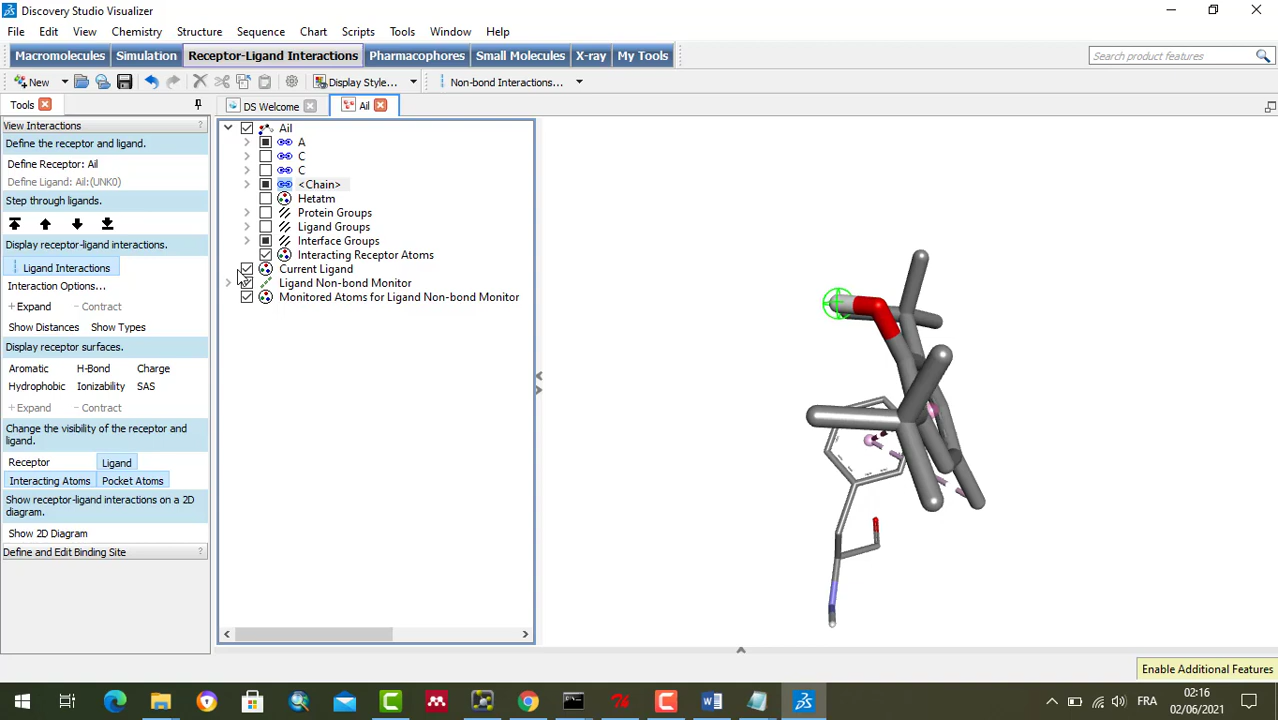 Discovery Studio Visualizer
File Edit View Chemistry Structure Sequence Chart Scripts Tools Window Help
Macromolecules Simulation Receptor-Ligand Interactions Pharmacophores Small Molecules X-ray My Tools Search product features
New Display Style... Non-bond Interactions...
Tools DS Welcome Ail
View Interactions ?
Define the receptor and ligand.
Define Receptor: Ail
Define Ligand: Ail:(UNK0)
Step through ligands.
Display receptor-ligand interactions.
Ligand Interactions
Interaction Options...
+ Expand - Contract
Show Distances Show Types
Display receptor surfaces.
Aromatic H-Bond Charge
Hydrophobic Ionizability SAS
+ Expand - Contract
Change the visibility of the receptor and
ligand.
Receptor Ligand
Interacting Atoms Pocket Atoms
Show receptor-ligand interactions on a 2D
diagram.
Show 2D Diagram
Define and Edit Binding Site ?
Ail
A
C
C
<Chain>
Hetatm
Protein Groups
Ligand Groups
Interface Groups
Interacting Receptor Atoms
Current Ligand
Ligand Non-bond Monitor
Monitored Atoms for Ligand Non-bond Monitor
Enable Additional Features
FRA
02:16
02/06/2021